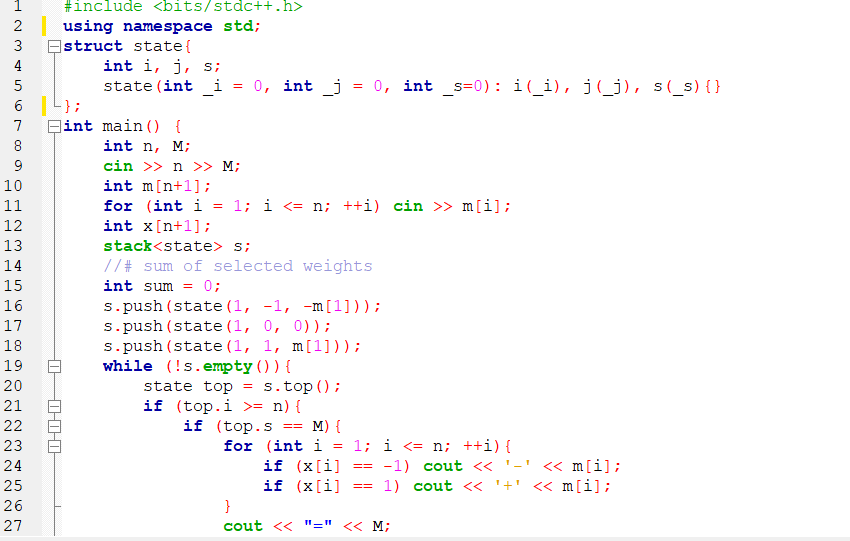 1 #include <bits/stdc++.h>
2 using namespace std;
3 struct state{
4 int i, j, s;
5 state(int _i = 0, int _j = 0, int _s=0): i(_i), j(_j), s(_s){}
6 };
7 int main() {
8 int n, M;
9 cin >> n >> M;
10 int m[n+1];
11 for (int i = 1; i <= n; ++i) cin >> m[i];
12 int x[n+1];
13 stack<state> s;
14 //# sum of selected weights
15 int sum = 0;
16 s.push(state(1, -1, -m[1]));
17 s.push(state(1, 0, 0));
18 s.push(state(1, 1, m[1]));
19 while (!s.empty()){
20 state top = s.top();
21 if (top.i >= n){
22 if (top.s == M){
23 for (int i = 1; i <= n; ++i){
24 if (x[i] == -1) cout << '-' << m[i];
25 if (x[i] == 1) cout << '+' << m[i];
26 }
27 cout << "=" << M;